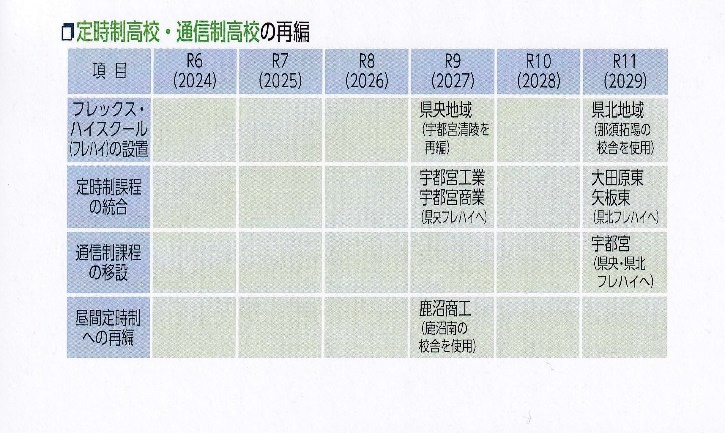 ❐定時制高校・通信制高校の再編
項 目
R6
(2024)
R7
(2025)
R8
(2026)
R9
(2027)
R10
(2028)
R11
(2029)
フレックス・
ハイスクール
(フレハイ)の設置
県央地域
(宇都宮清陵を
再編)
県北地域
(那須拓陽の
校舎を使用)
定時制課程
の統合
宇都宮工業
宇都宮商業
(県央フレハイへ)
大田原東
矢板東
(県北フレハイへ)
通信制課程
の移設
宇都宮
(県央・県北
フレハイへ)
昼間定時制
への再編
鹿沼商工
(鹿沼南の
校舎を使用)